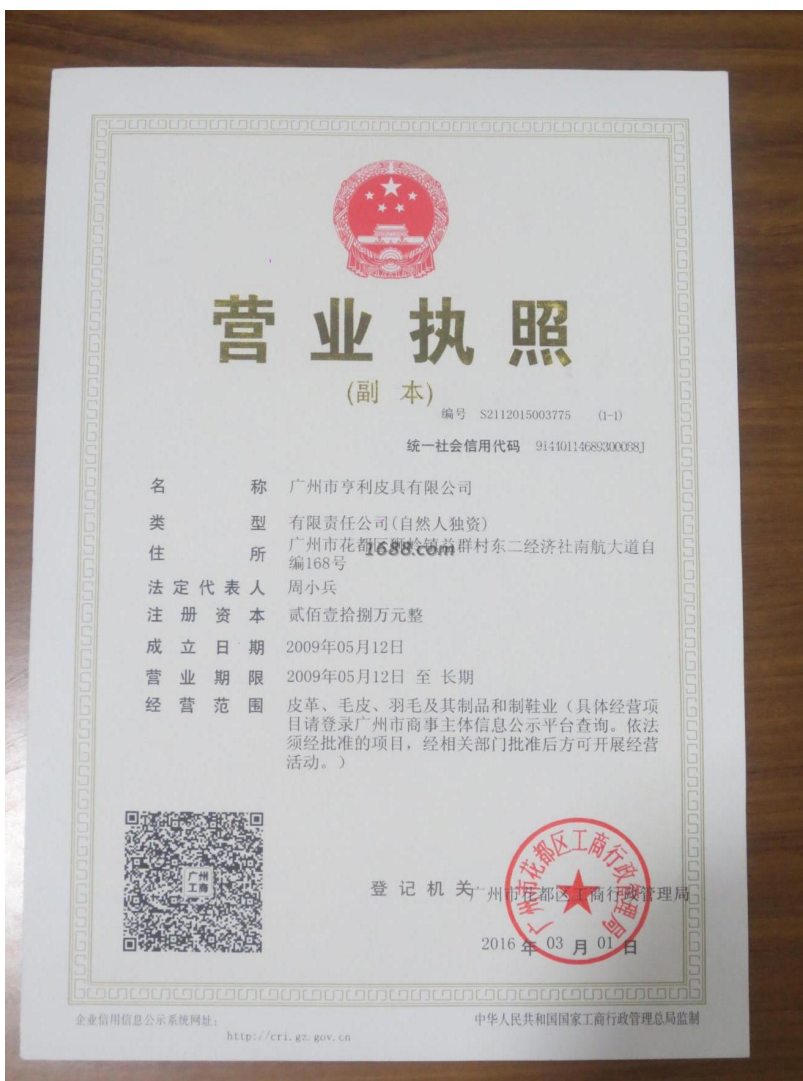 营业执照
(副 本)
编号 S2112015003775 (1-1)
统一社会信用代码
名 称 广州市亨利皮具有限公司
类 型 有限责任公司(自然人独资)
住 所 广州市花都区狮岭镇益群村东二经济社南航大道自
编168号
1688.com
法定代表人 周小兵
注 册 资 本 贰佰壹拾捌万元整
成 立 日 期 2009年05月12日
营 业 期 限 2009年05月12日 至 长期
经 营 范 围 皮革、毛皮、羽毛及其制品和制鞋业（具体经营项
目请登录广州市商事主体信息公示平台查询。依法
须经批准的项目，经相关部门批准后方可开展经营
活动。）
广州
工商
登 记 机 关 广州市花都区工商行政管理局
广州市花都区工商行政管理局
2016 年 03 月 01 日
企业信用信息公示系统网址：
http://cri.gz.gov.cn
中华人民共和国国家工商行政管理总局监制